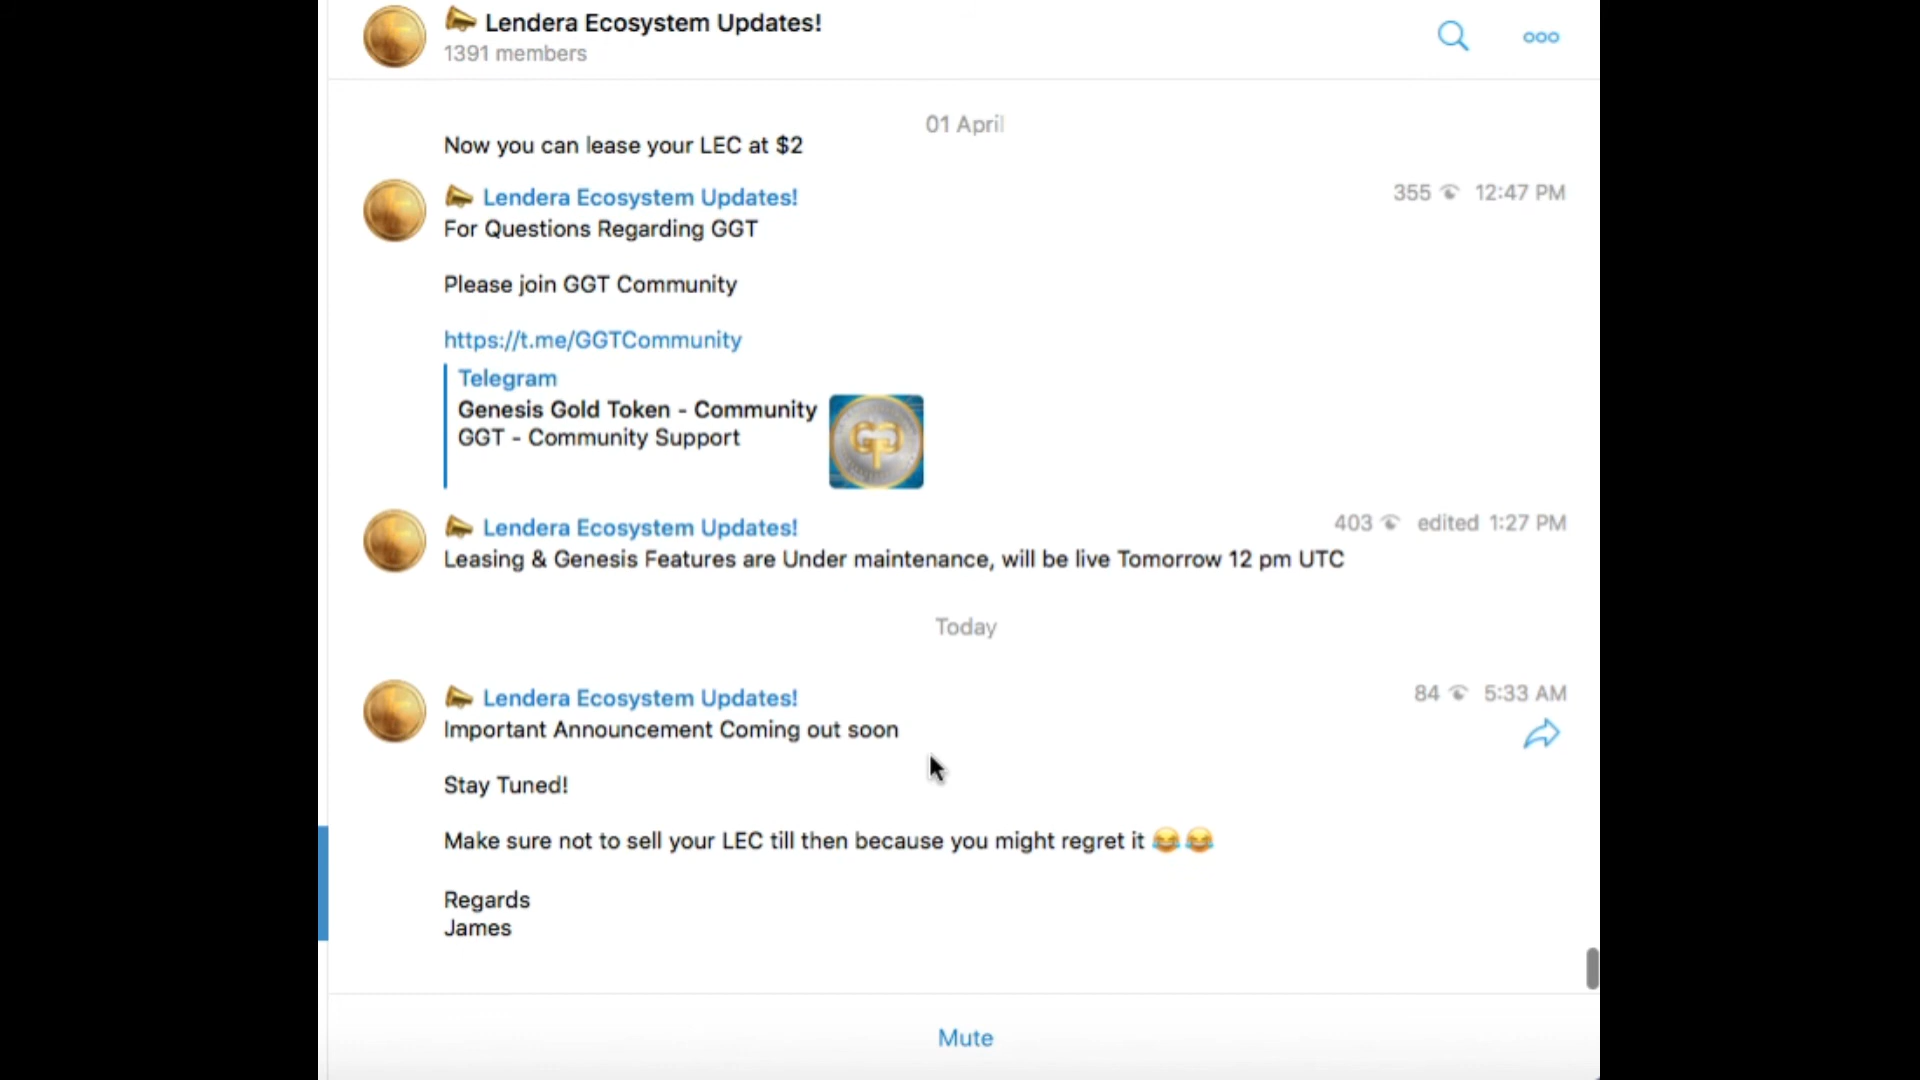 Lendera Ecosystem Updates!
1391 members
01 April
Now you can lease your LEC at $2
Lendera Ecosystem Updates!
355 12:47 PM
For Questions Regarding GGT
Please join GGT Community
https://t.me/GGTCommunity
Telegram
Genesis Gold Token - Community
GGT - Community Support
Lendera Ecosystem Updates!
403 edited 1:27 PM
Leasing & Genesis Features are Under maintenance, will be live Tomorrow 12 pm UTC
Today
Lendera Ecosystem Updates!
84 5:33 AM
Important Announcement Coming out soon
Stay Tuned!
Make sure not to sell your LEC till then because you might regret it 😂😂
Regards
James
Mute